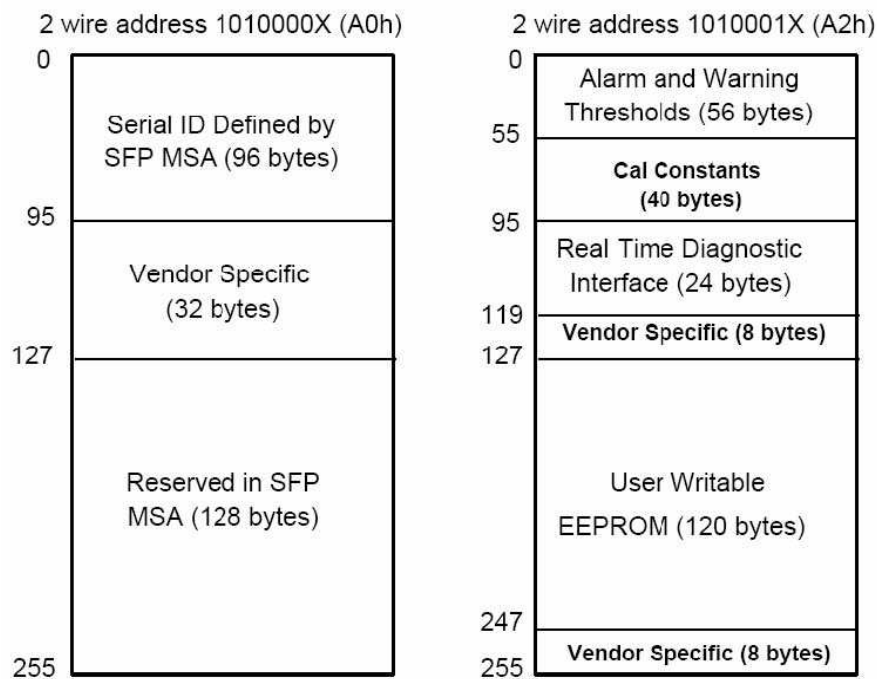 2 wire address 1010000X (A0h)
0
Serial ID Defined by
SFP MSA (96 bytes)
95
Vendor Specific
(32 bytes)
127
Reserved in SFP
MSA (128 bytes)
255
2 wire address 1010001X (A2h)
0
Alarm and Warning
Thresholds (56 bytes)
55
Cal Constants
(40 bytes)
95
Real Time Diagnostic
Interface (24 bytes)
119
Vendor Specific (8 bytes)
127
User Writable
EEPROM (120 bytes)
247
Vendor Specific (8 bytes)
255